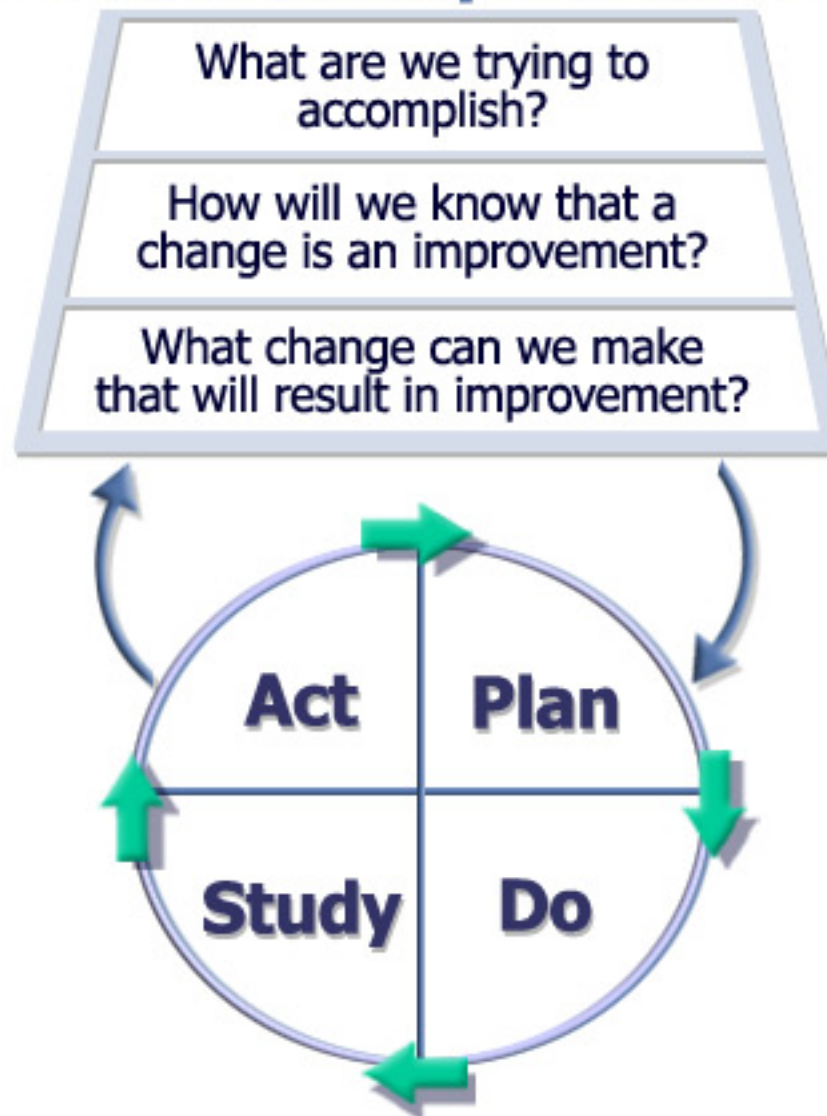 What are we trying to
accomplish?
How will we know that a
change is an improvement?
What change can we make
that will result in improvement?
Act
Plan
Study
Do